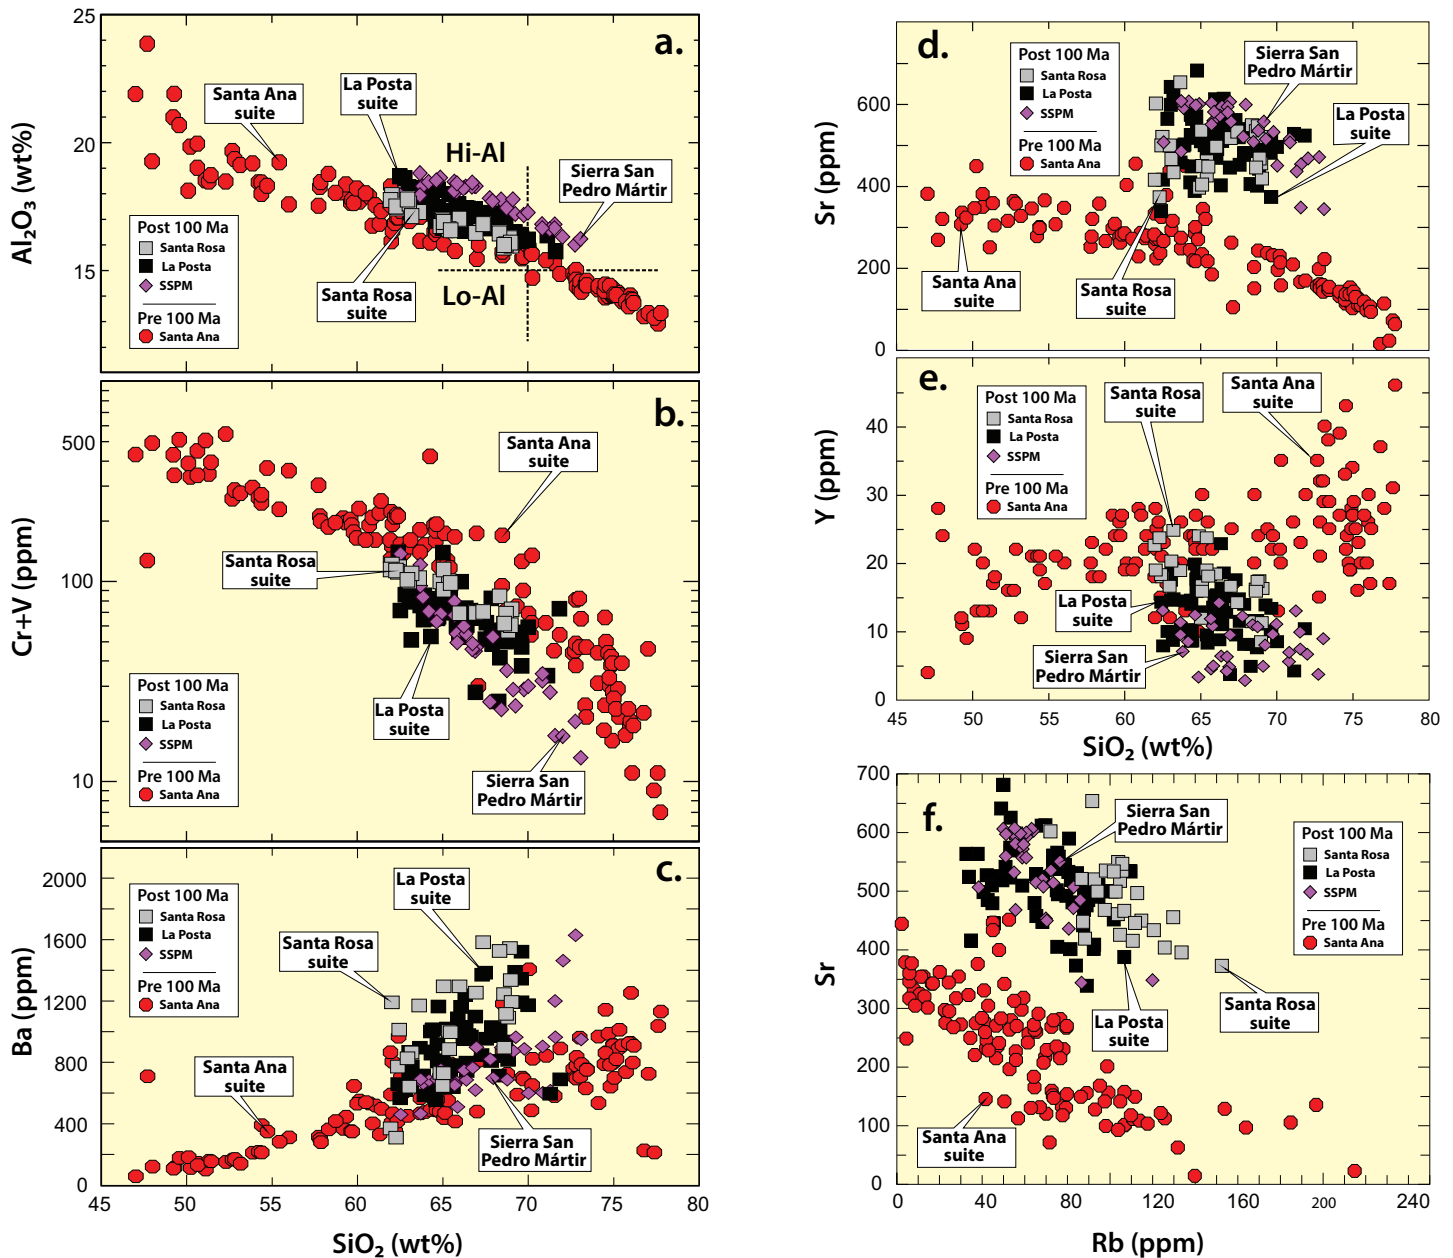 a.
25
20
15
Al₂O₃ (wt%)
Santa Ana
suite
La Posta
suite
Hi-Al
Sierra San
Pedro Mártir
Lo-Al
Santa Rosa
suite
Post 100 Ma
Santa Rosa
La Posta
SSPM
Pre 100 Ma
Santa Ana
b.
500
100
10
Cr+V (ppm)
Santa Ana
suite
Santa Rosa
suite
La Posta
suite
Sierra San
Pedro Mártir
Post 100 Ma
Santa Rosa
La Posta
SSPM
Pre 100 Ma
Santa Ana
c.
2000
1600
1200
800
400
0
Ba (ppm)
Post 100 Ma
Santa Rosa
La Posta
SSPM
Pre 100 Ma
Santa Ana
La Posta
suite
Santa Rosa
suite
Santa Ana
suite
Sierra San
Pedro Mártir
45 50 55 60 65 70 75 80
SiO₂ (wt%)
d.
600
400
200
0
Sr (ppm)
Post 100 Ma
Santa Rosa
La Posta
SSPM
Pre 100 Ma
Santa Ana
Sierra San
Pedro Mártir
La Posta
suite
Santa Ana
suite
Santa Rosa
suite
e.
40
30
20
10
0
Y (ppm)
Post 100 Ma
Santa Rosa
La Posta
SSPM
Pre 100 Ma
Santa Ana
Santa Rosa
suite
Santa Ana
suite
La Posta
suite
Sierra San
Pedro Mártir
45 50 55 60 65 70 75 80
SiO₂ (wt%)
f.
700
600
500
400
300
200
100
0
Sr
Sierra San
Pedro Mártir
Post 100 Ma
Santa Rosa
La Posta
SSPM
Pre 100 Ma
Santa Ana
La Posta
suite
Santa Rosa
suite
Santa Ana
suite
0 40 80 120 160 200 240
Rb (ppm)